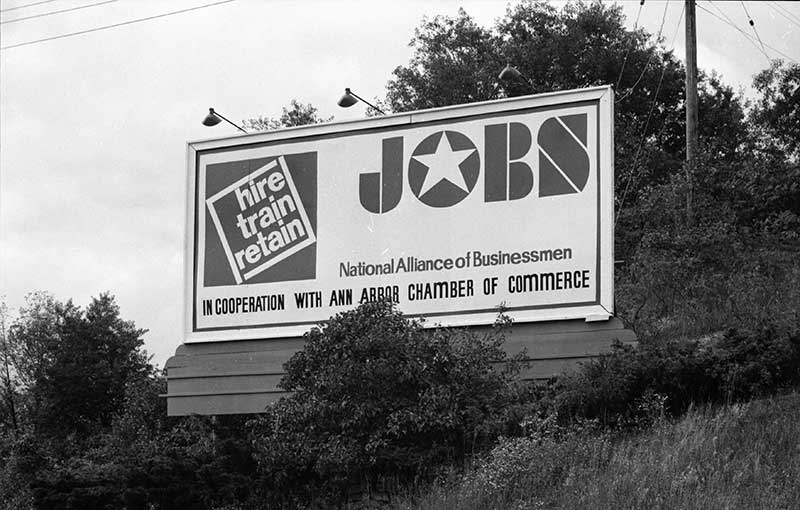 hire
train
retain
JOBS
National Alliance of Businessmen
IN COOPERATION WITH ANN ARBOR CHAMBER OF COMMERCE